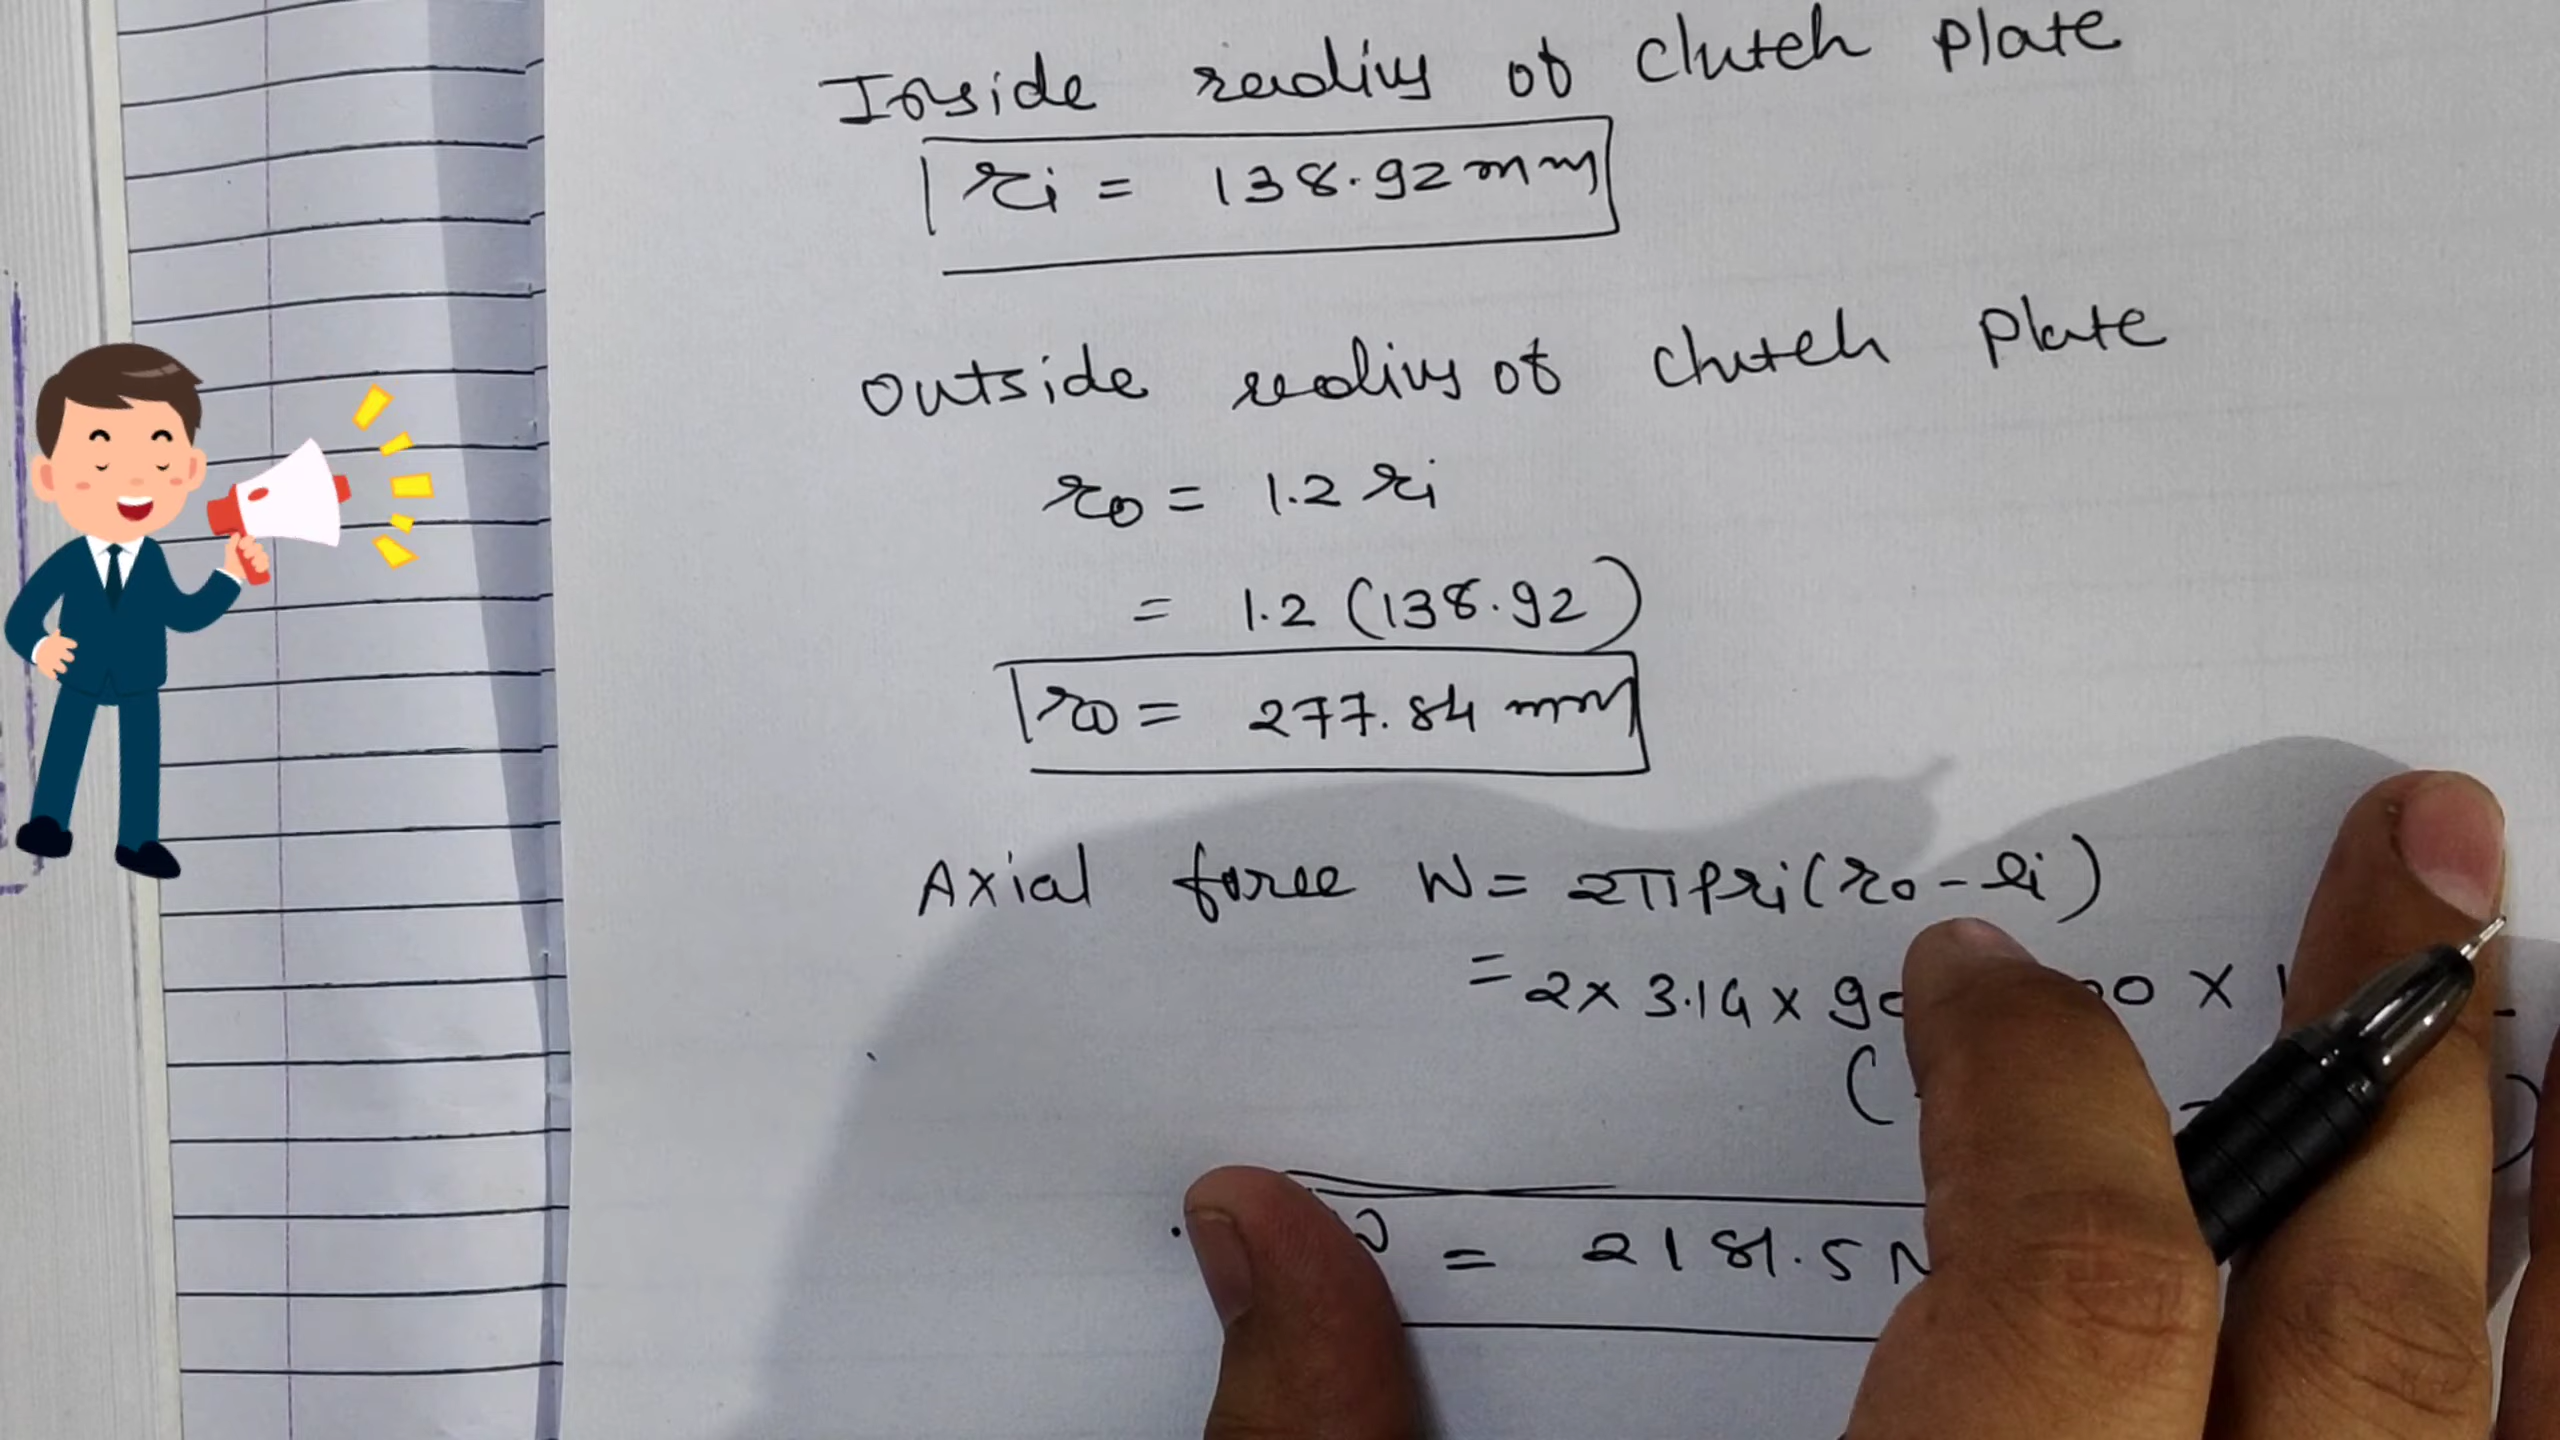 Inside radius of clutch plate
ri = 138.92 mm
outside radius of clutch plate
ro = 1.2 ri
= 1.2 (138.92)
ro = 277.84 mm
Axial force W = 2πPri(ro - ri)
= 2 x 3.14 x
(
= 2181.5 N